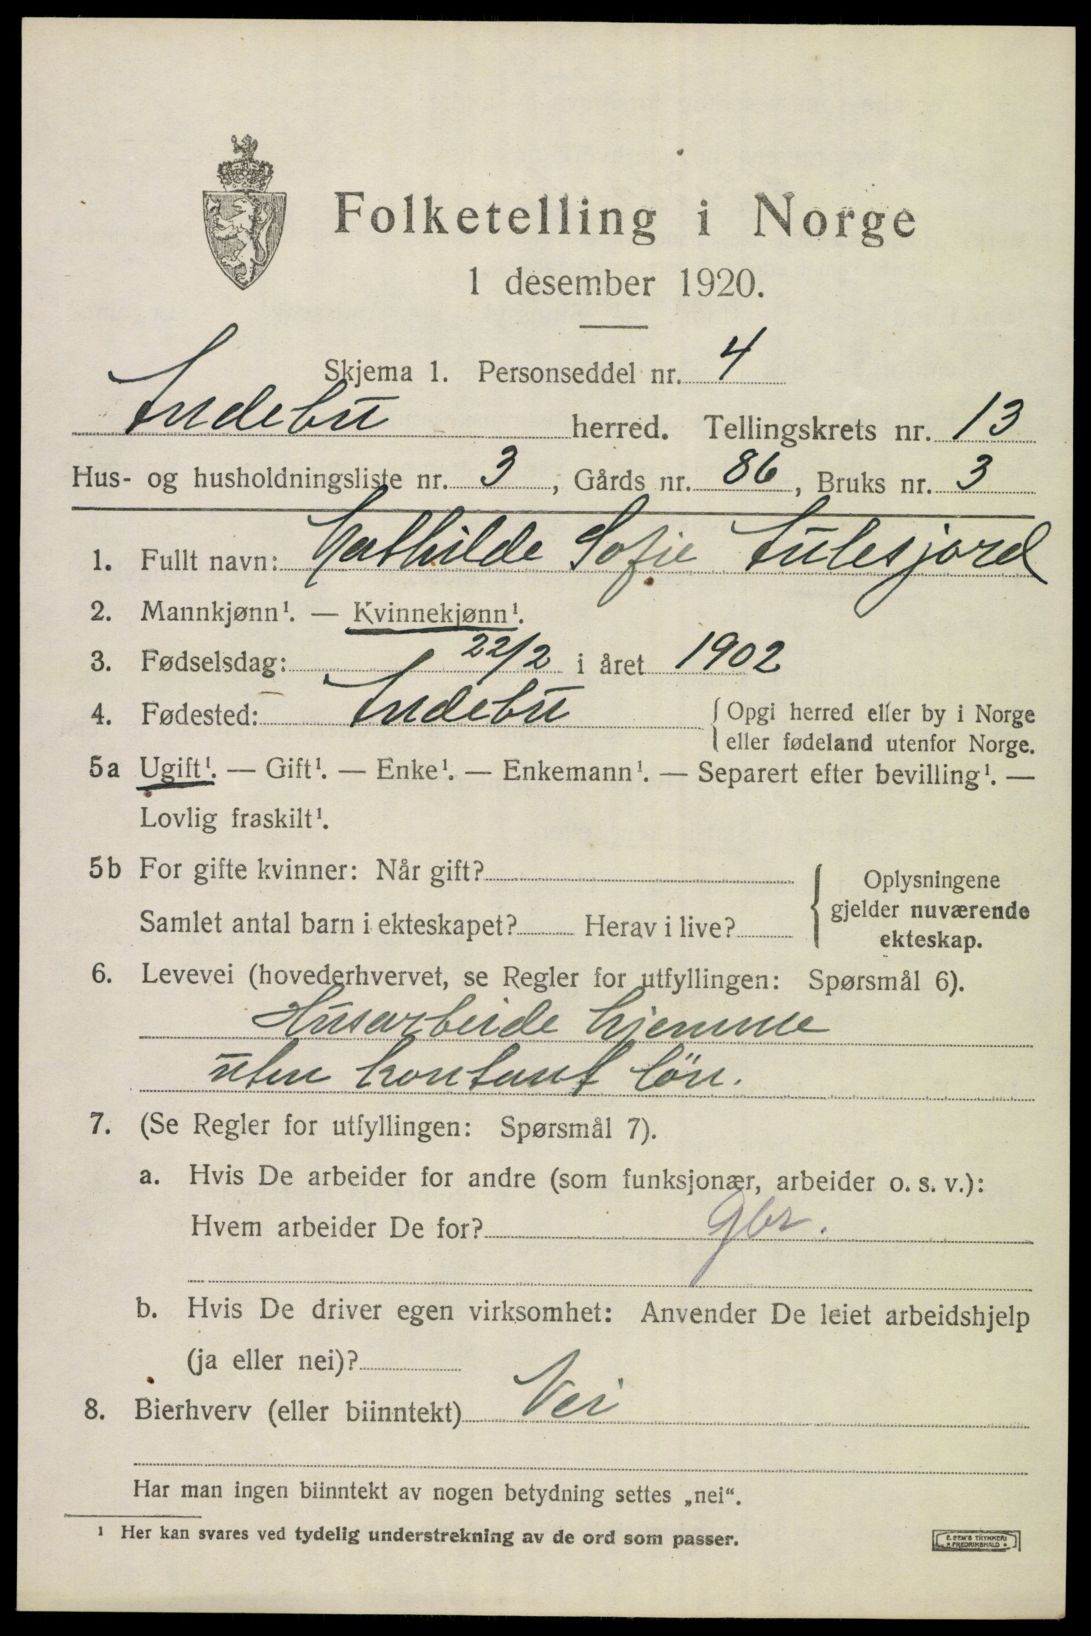 Folketelling i Norge
1 desember 1920.
Skjema 1. Personseddel nr. 4
Andebu herred. Tellingskrets nr. 13
Hus- og husholdningsliste nr. 3, Gårds nr. 86, Bruks nr. 3
1. Fullt navn: Mathilde Sofie Aulesjord
2. Mannkjønn¹. — Kvinnekjønn¹.
3. Fødselsdag: 22/2 i året 1902
4. Fødested: Andebu { Opgi herred eller by i Norge
eller fødeland utenfor Norge.
5a Ugift¹. — Gift¹. — Enke¹. — Enkemann¹. — Separert efter bevilling¹. —
Lovlig fraskilt¹.
5b For gifte kvinner: Når gift?
Samlet antal barn i ekteskapet? Herav i live?
{ Oplysningene
gjelder nuværende
ekteskap.
6. Levevei (hovederhvervet, se Regler for utfyllingen: Spørsmål 6).
Husarbeide hjemme
uten kontant lön.
7. (Se Regler for utfyllingen: Spørsmål 7).
a. Hvis De arbeider for andre (som funksjonær, arbeider o. s. v.):
Hvem arbeider De for? Gbr.
b. Hvis De driver egen virksomhet: Anvender De leiet arbeidshjelp
(ja eller nei)?
8. Bierhverv (eller biinntekt) Nei
Har man ingen biinntekt av nogen betydning settes „nei“.
¹ Her kan svares ved tydelig understrekning av de ord som passer.
E. SEM'S TRYKKERI
• FREDRIKSHALD •